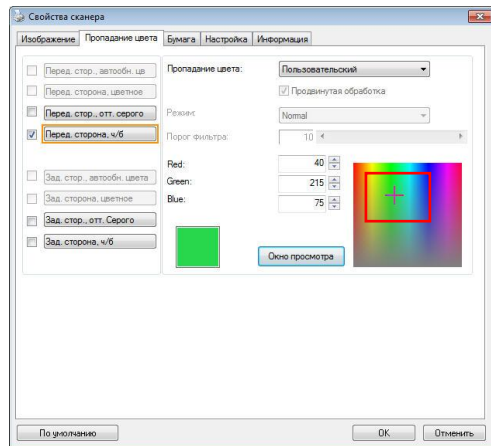 Свойства сканера
Изображение Пропадание цвета Бумага Настройка Информация
Перед. стор., автообн. цв
Перед. сторона, цветное
Перед. стор., отт. серого
Перед. сторона, ч/б
Зад. стор., автообн. цвета
Зад. сторона, цветное
Зад. стор., отт. Серого
Зад. сторона, ч/б
Пропадание цвета: Пользовательский
Продвинутая обработка
Режим: Normal
Порог фильтра: 10
Red: 40
Green: 215
Blue: 75
Окно просмотра
По умолчанию OK Отменить